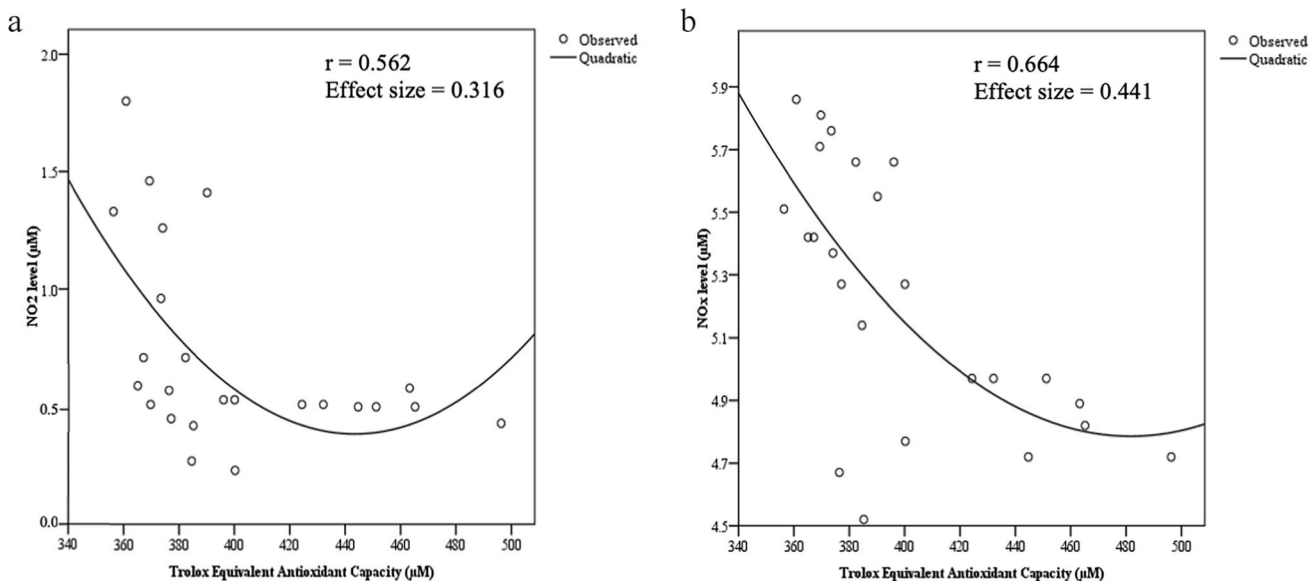 a
r = 0.562
Effect size = 0.316
Observed
Quadratic
NO2 level (µM)
2.0
1.5
1.0
0.5
0.0
340 360 380 400 420 440 460 480 500
Trolox Equivalent Antioxidant Capacity (µM)
b
r = 0.664
Effect size = 0.441
Observed
Quadratic
NOx level (µM)
5.9
5.7
5.5
5.3
5.1
4.9
4.7
4.5
340 360 380 400 420 440 460 480 500
Trolox Equivalent Antioxidant Capacity (µM)